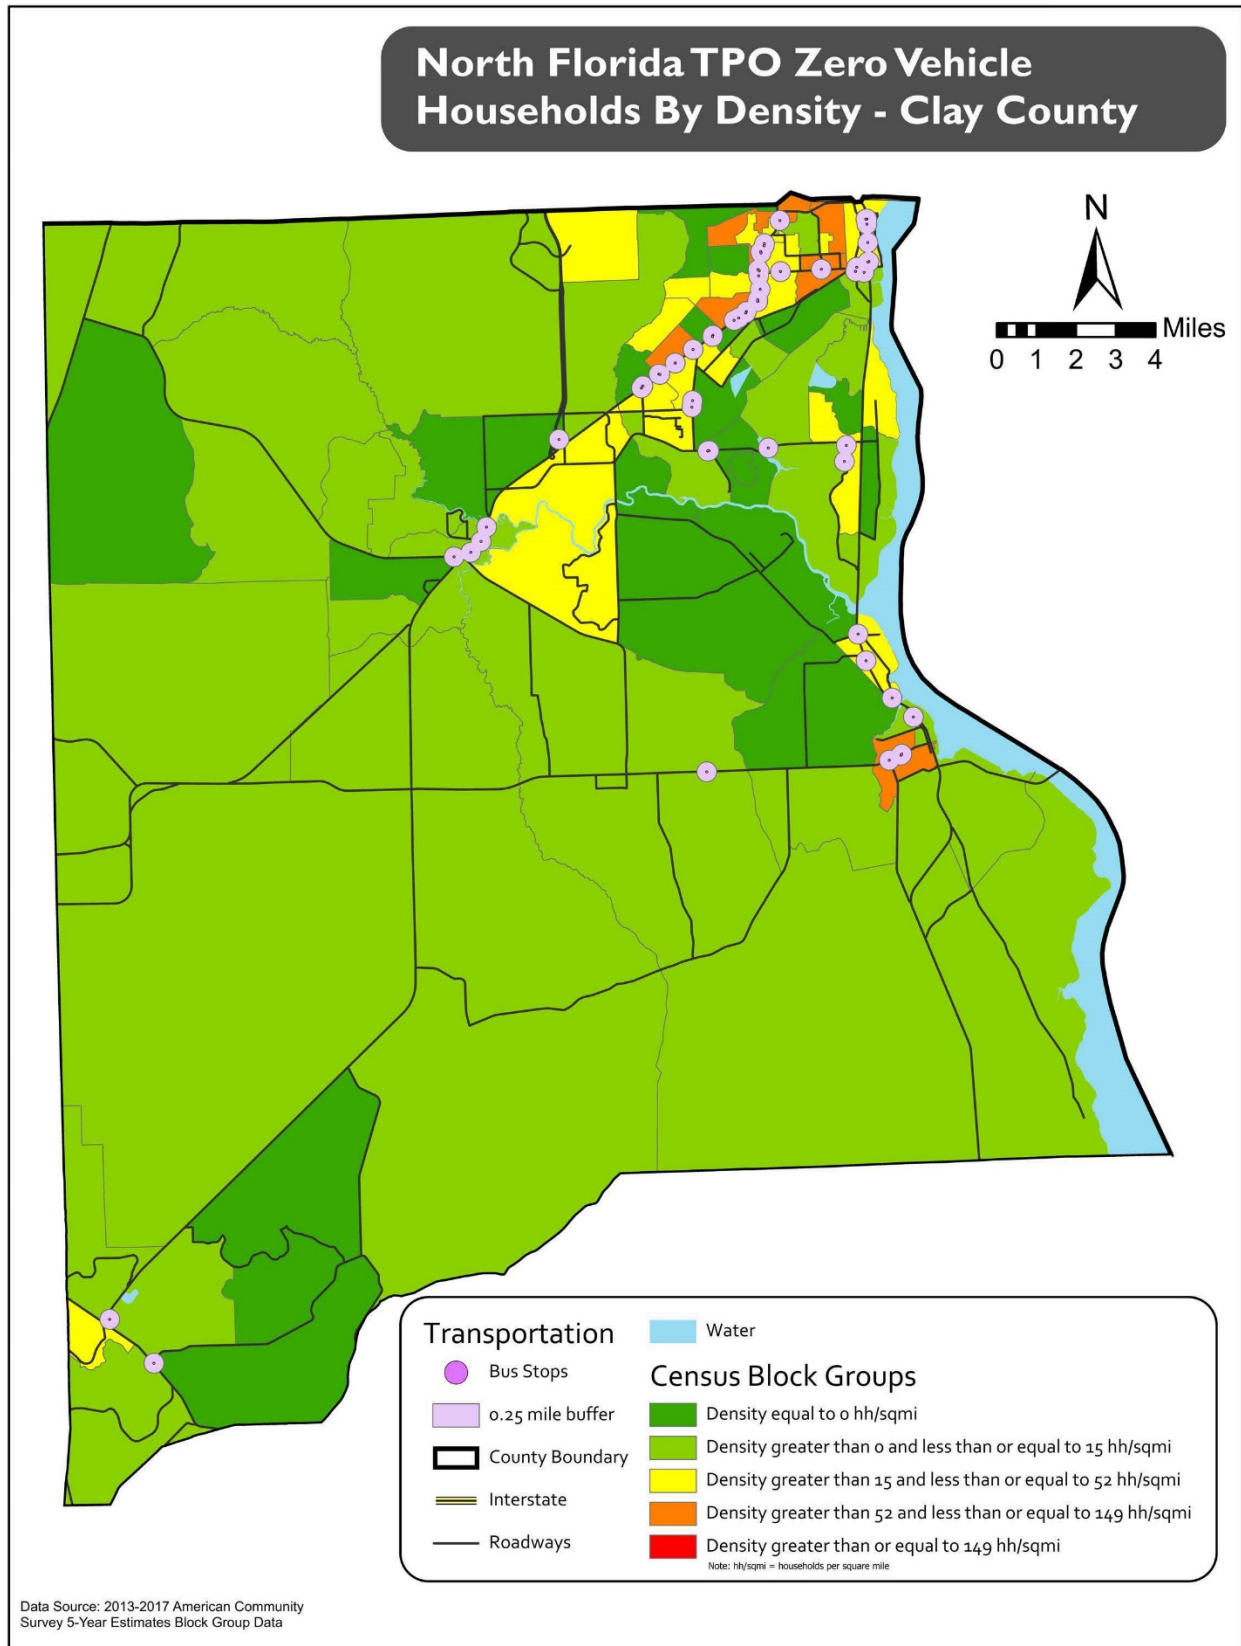 North Florida TPO Zero Vehicle
Households By Density - Clay County
N
Miles
0 1 2 3 4
Transportation
Bus Stops
0.25 mile buffer
County Boundary
Interstate
Roadways
Water
Census Block Groups
Density equal to 0 hh/sqmi
Density greater than 0 and less than or equal to 15 hh/sqmi
Density greater than 15 and less than or equal to 52 hh/sqmi
Density greater than 52 and less than or equal to 149 hh/sqmi
Density greater than or equal to 149 hh/sqmi
Note: hh/sqmi = households per square mile
Data Source: 2013-2017 American Community
Survey 5-Year Estimates Block Group Data